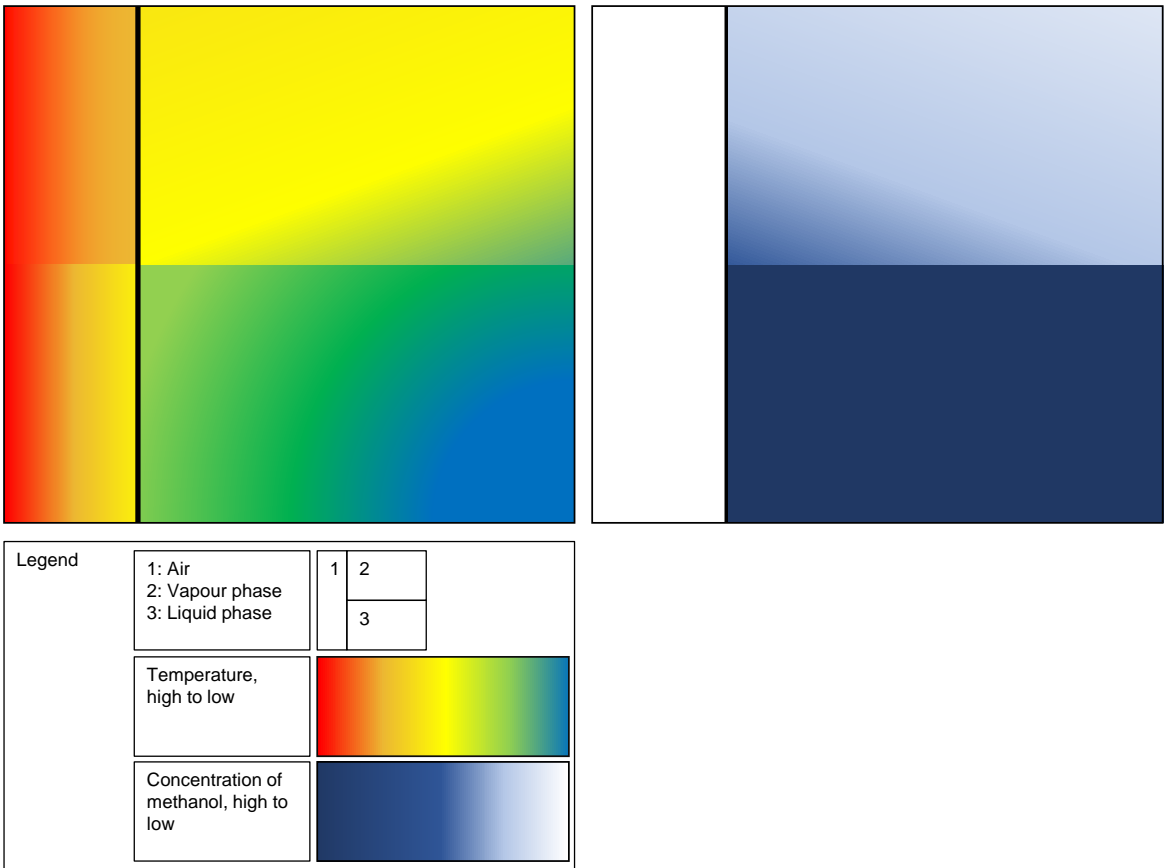 Legend
1: Air
2: Vapour phase
3: Liquid phase
1
2
3
Temperature,
high to low
Concentration of
methanol, high to
low